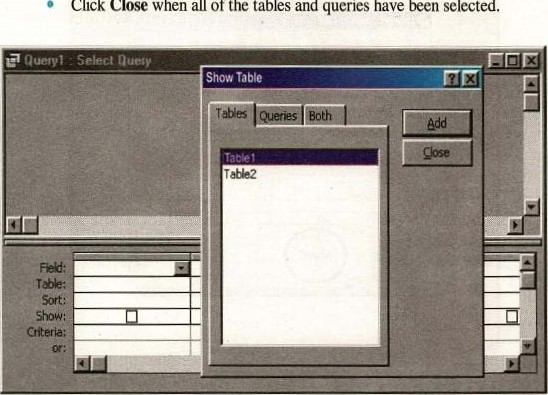 • Click Close when all of the tables and queries have been selected.
Query1 : Select Query
Show Table
Tables
Queries
Both
Add
Close
Table1
Table2
Field:
Table:
Sort:
Show:
Criteria:
or: